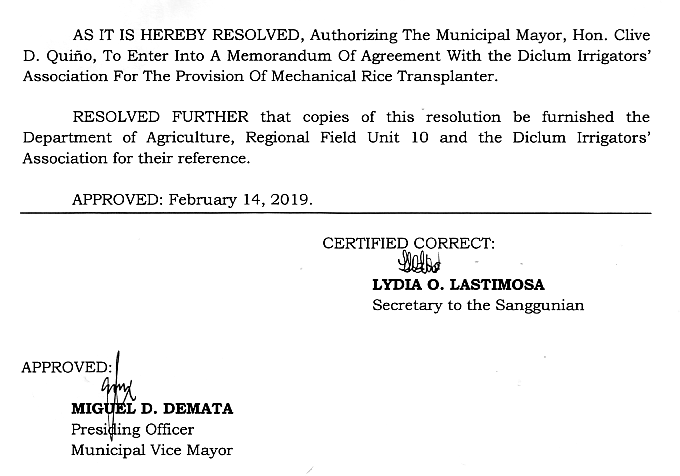 AS IT IS HEREBY RESOLVED, Authorizing The Municipal Mayor, Hon. Clive
D. Quiño, To Enter Into A Memorandum Of Agreement With the Diclum Irrigators'
Association For The Provision Of Mechanical Rice Transplanter.
RESOLVED FURTHER that copies of this resolution be furnished the
Department of Agriculture, Regional Field Unit 10 and the Diclum Irrigators'
Association for their reference.
APPROVED: February 14, 2019.
CERTIFIED CORRECT:
LYDIA O. LASTIMOSA
Secretary to the Sanggunian
APPROVED:
MIGUEL D. DEMATA
Presiding Officer
Municipal Vice Mayor